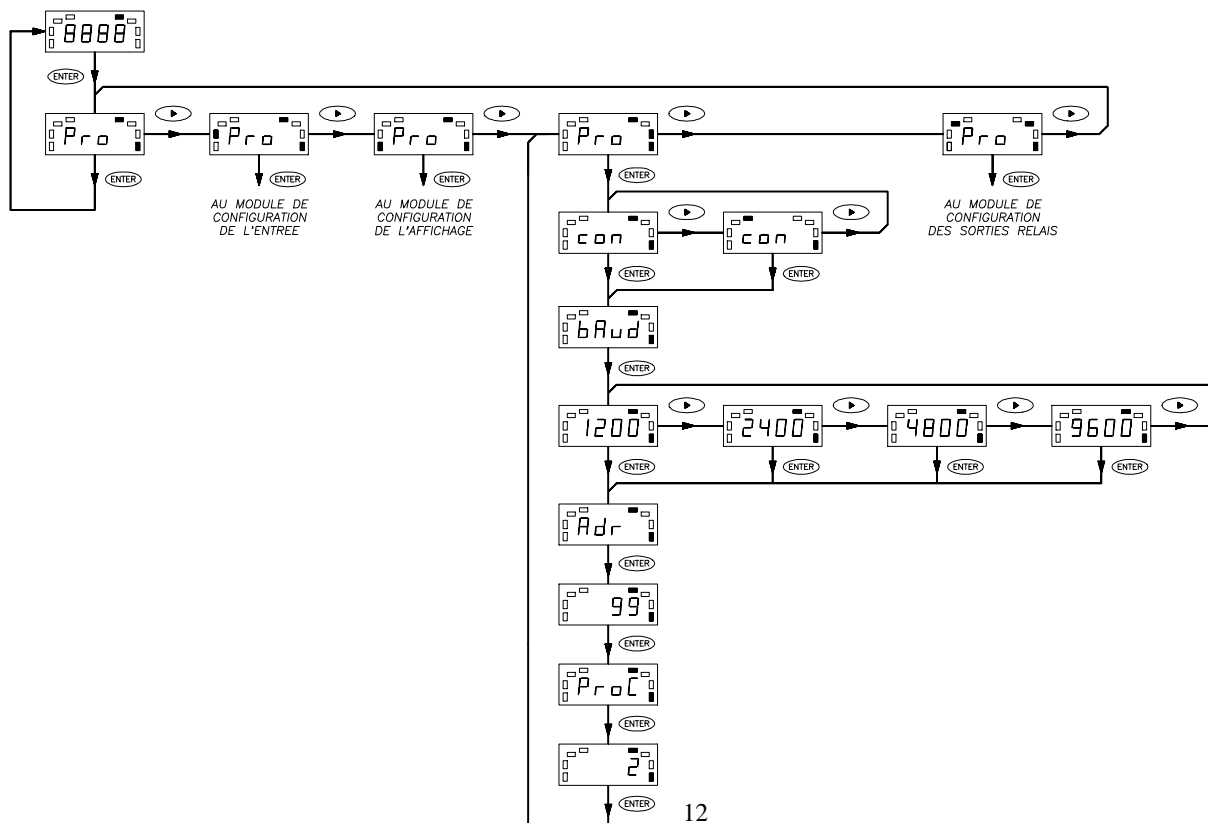 8888
ENTER
Pro
Pro
Pro
Pro
Pro
ENTER
ENTER
ENTER
ENTER
ENTER
AU MODULE DE
CONFIGURATION
DE L'ENTREE
AU MODULE DE
CONFIGURATION
DE L'AFFICHAGE
AU MODULE DE
CONFIGURATION
DES SORTIES RELAIS
con
con
ENTER
ENTER
bAud
ENTER
1200
2400
4800
9600
ENTER
ENTER
ENTER
ENTER
Adr
ENTER
99
ENTER
ProC
ENTER
2
ENTER
12